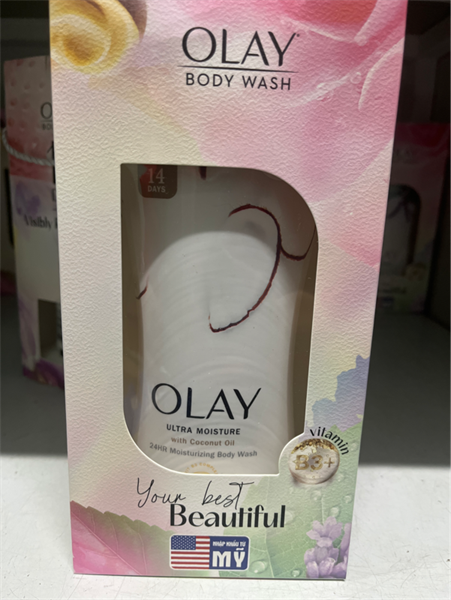 OLAY
BODY WASH
14
DAYS
OLAY
ULTRA MOISTURE
with Coconut Oil
24HR Moisturizing Body Wash
Vitamin
B3+
Your best
Beautiful
NHẬP KHẨU TỪ
MỸ